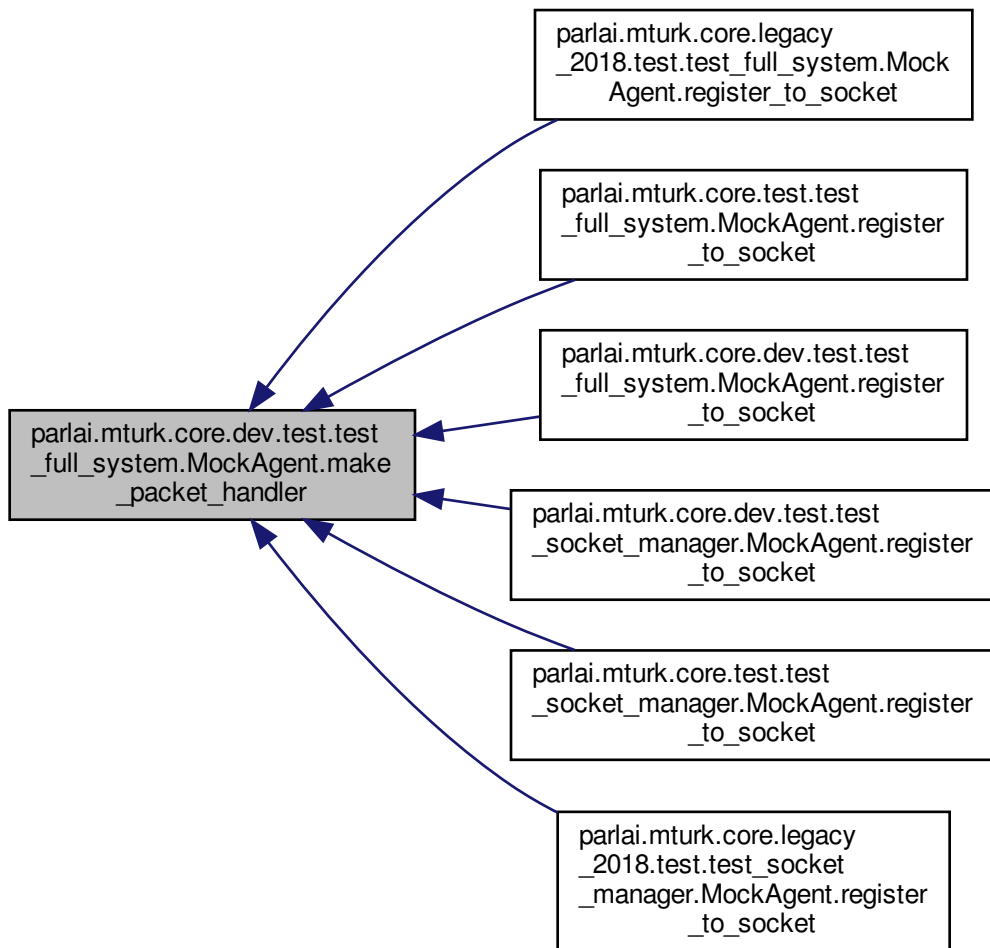 parlai.mturk.core.legacy
_2018.test.test_full_system.Mock
Agent.register_to_socket
parlai.mturk.core.test.test
_full_system.MockAgent.register
_to_socket
parlai.mturk.core.dev.test.test
_full_system.MockAgent.register
_to_socket
parlai.mturk.core.dev.test.test
_full_system.MockAgent.make
_packet_handler
parlai.mturk.core.dev.test.test
_socket_manager.MockAgent.register
_to_socket
parlai.mturk.core.test.test
_socket_manager.MockAgent.register
_to_socket
parlai.mturk.core.legacy
_2018.test.test_socket
_manager.MockAgent.register
_to_socket